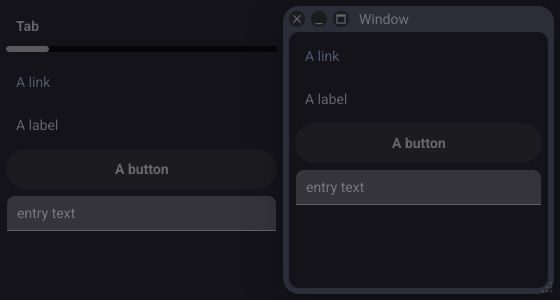 Tab
A link
A label
A button
entry text
Window
A link
A label
A button
entry text